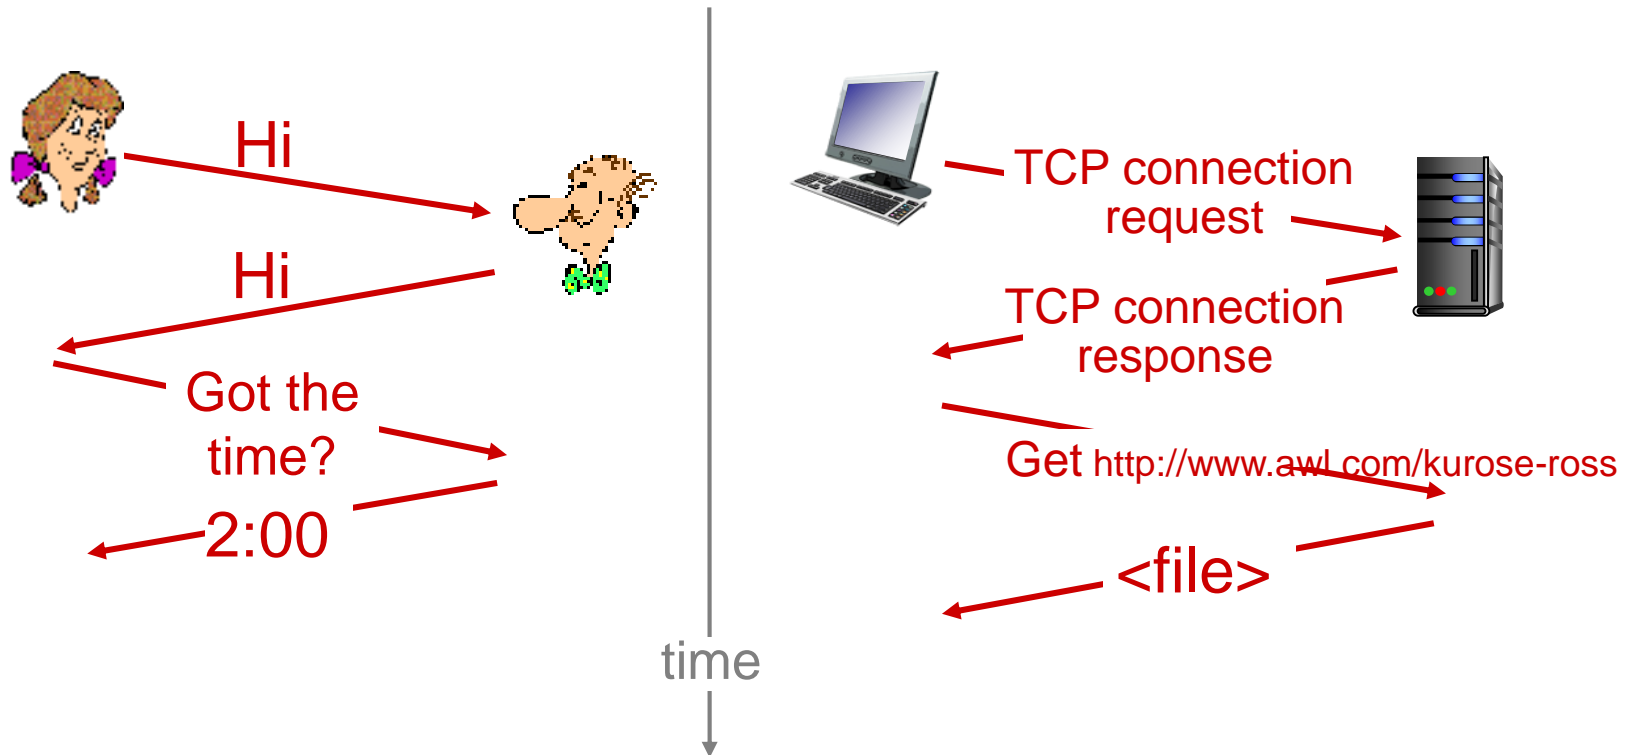 Hi
Hi
Got the
time?
2:00
time
TCP connection
request
TCP connection
response
Get http://www.awl.com/kurose-ross
<file>